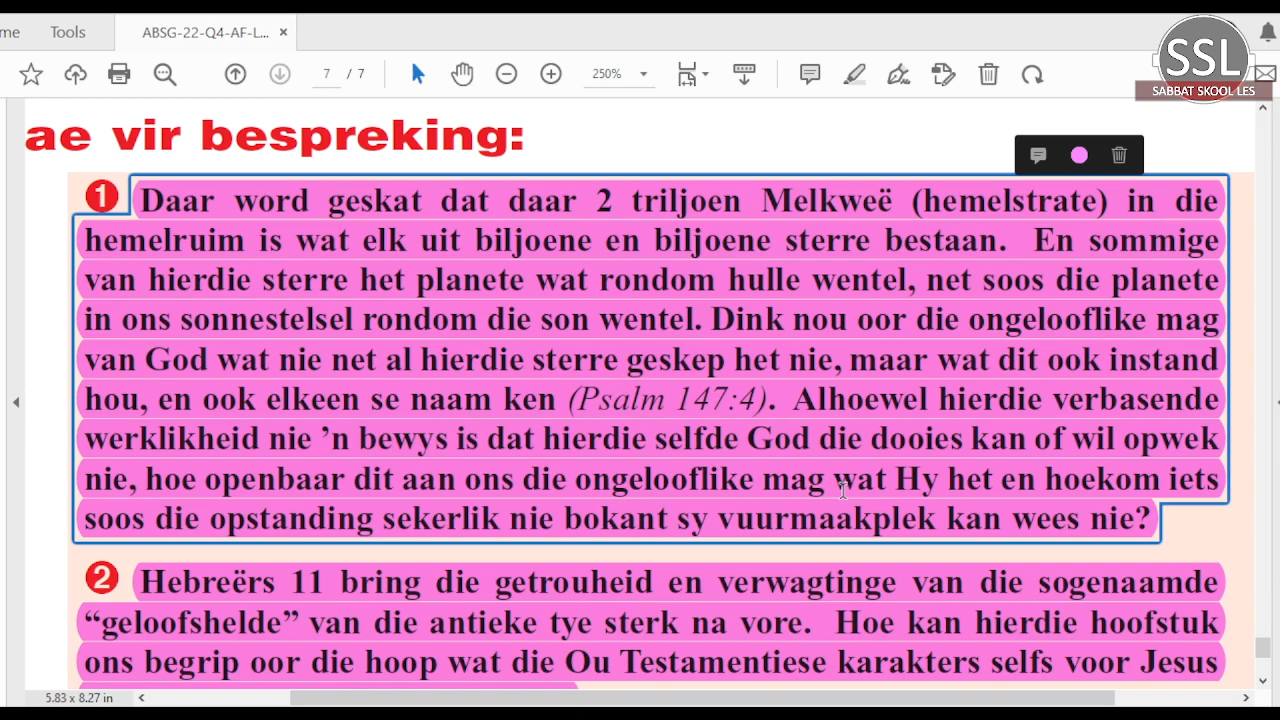 me
Tools
ABSG-22-Q4-AF-L... ×
SSL
SABBAT SKOOL LES
7 / 7
250%
ae vir bespreking:
1 Daar word geskat dat daar 2 triljoen Melkweë (hemelstrate) in die
hemelruim is wat elk uit biljoene en biljoene sterre bestaan. En sommige
van hierdie sterre het planete wat rondom hulle wentel, net soos die planete
in ons sonnestelsel rondom die son wentel. Dink nou oor die ongelooflike mag
van God wat nie net al hierdie sterre geskep het nie, maar wat dit ook instand
hou, en ook elkeen se naam ken (Psalm 147:4). Alhoewel hierdie verbasende
werklikheid nie ’n bewys is dat hierdie selfde God die dooies kan of wil opwek
nie, hoe openbaar dit aan ons die ongelooflike mag wat Hy het en hoekom iets
soos die opstanding sekerlik nie bokant sy vuurmaakplek kan wees nie?
2 Hebreërs 11 bring die getrouheid en verwagtinge van die sogenaamde
“geloofshelde” van die antieke tye sterk na vore. Hoe kan hierdie hoofstuk
ons begrip oor die hoop wat die Ou Testamentiese karakters selfs voor Jesus
5.83 x 8.27 in